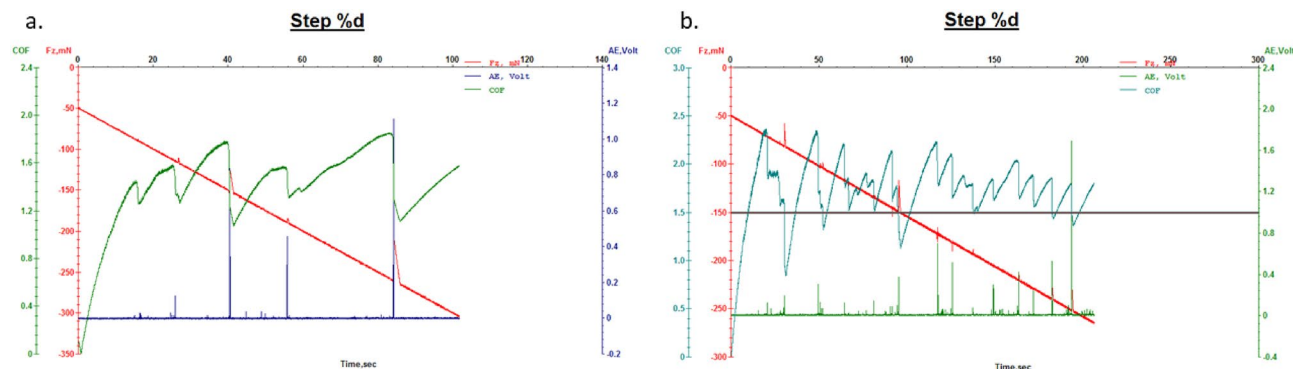 a.
Step %d
COF Fz,mN AE,Volt
0 20 40 60 80 100 120 140
2.4 0 1.4
Fz, mN
AE, Volt
COF
-50 1.2
2.0
-100 1.0
1.6 0.8
-150
0.6
1.2 -200
0.4
0.8 -250
0.2
0.4 -300 0.0
0 -350 -0.2
Time,sec
b.
Step %d
COF Fz,mN AE,Volt
0 50 100 150 200 250 300
3.0 0 2.4
Fz, mN
AE, Volt
COF
2.5 -50 2.0
1.6
2.0 -100
1.2
1.5 -150
0.8
1.0 -200
0.4
0.5 -250
0
0 -300 -0.4
Time,sec